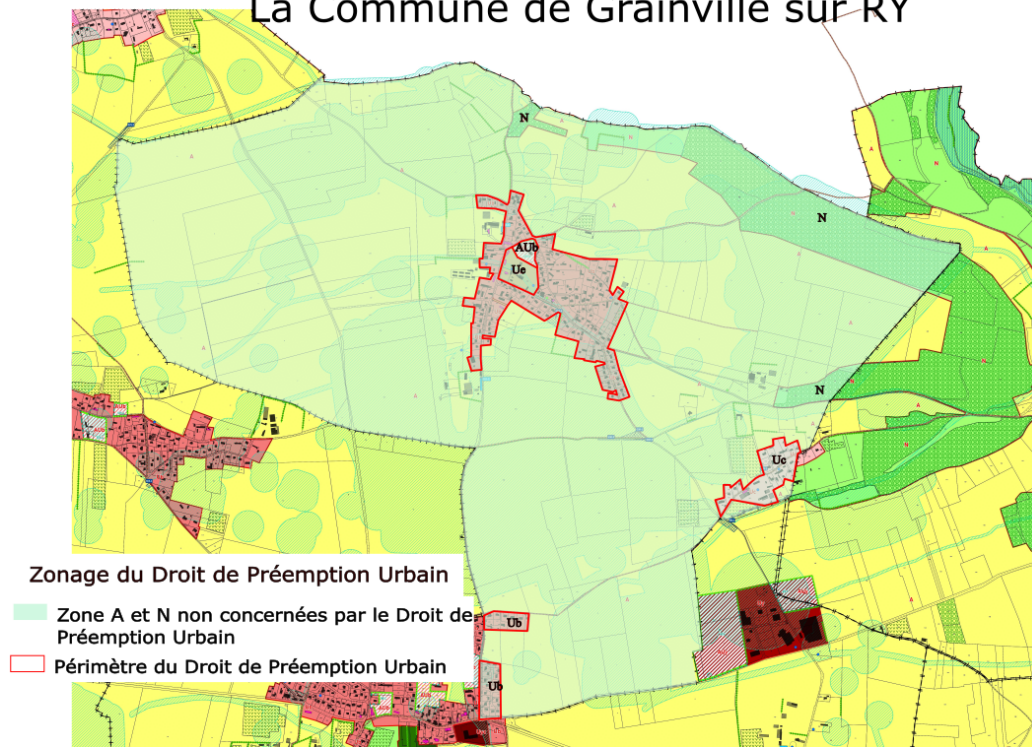 La Commune de Grainville sur RY
N
N
AUb
Ue
N
Uc
Ub
Ub
Zonage du Droit de Préemption Urbain
Zone A et N non concernées par le Droit de
Préemption Urbain
Périmètre du Droit de Préemption Urbain